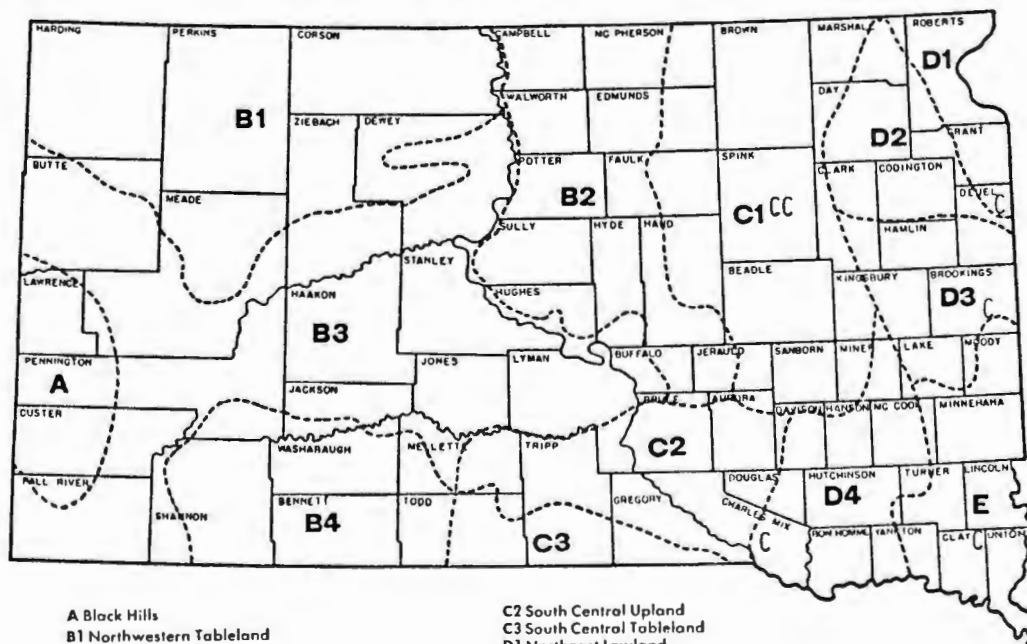 HARDING PERKINS CORSON CAMPBELL MC PHERSON BROWN MARSHALL ROBERTS
D1
WALWORTH EDMUNDS DAY
B1 ZIEBACH DEWEY D2 GRANT
BUTTE POTTER FAULK SPINK CLARK CODINGTON
MEADE B2 C1 CC DEUEL C
SULLY HYDE HAND HAMLIN
STANLEY
LAWRENCE HAAKON HUGHES BEADLE KINGSBURY BROOKINGS
B3 D3 C
PENNINGTON JONES LYMAN BUFFALO JERAULD SANBORN MINER LAKE MOODY
A JACKSON
CUSTER BRULE AURORA DAVISON HANSON MC COOK MINNEHAHA
WASHABAUGH MELLETTE TRIPP C2
FALL RIVER DOUGLAS HUTCHINSON TURNER LINCOLN
SHANNON BENNETT TODD GREGORY CHARLES MIX D4 E
B4 C3 C BON HOMME YANKTON CLAY C UNION
A Black Hills
B1 Northwestern Tableland
C2 South Central Upland
C3 South Central Tableland